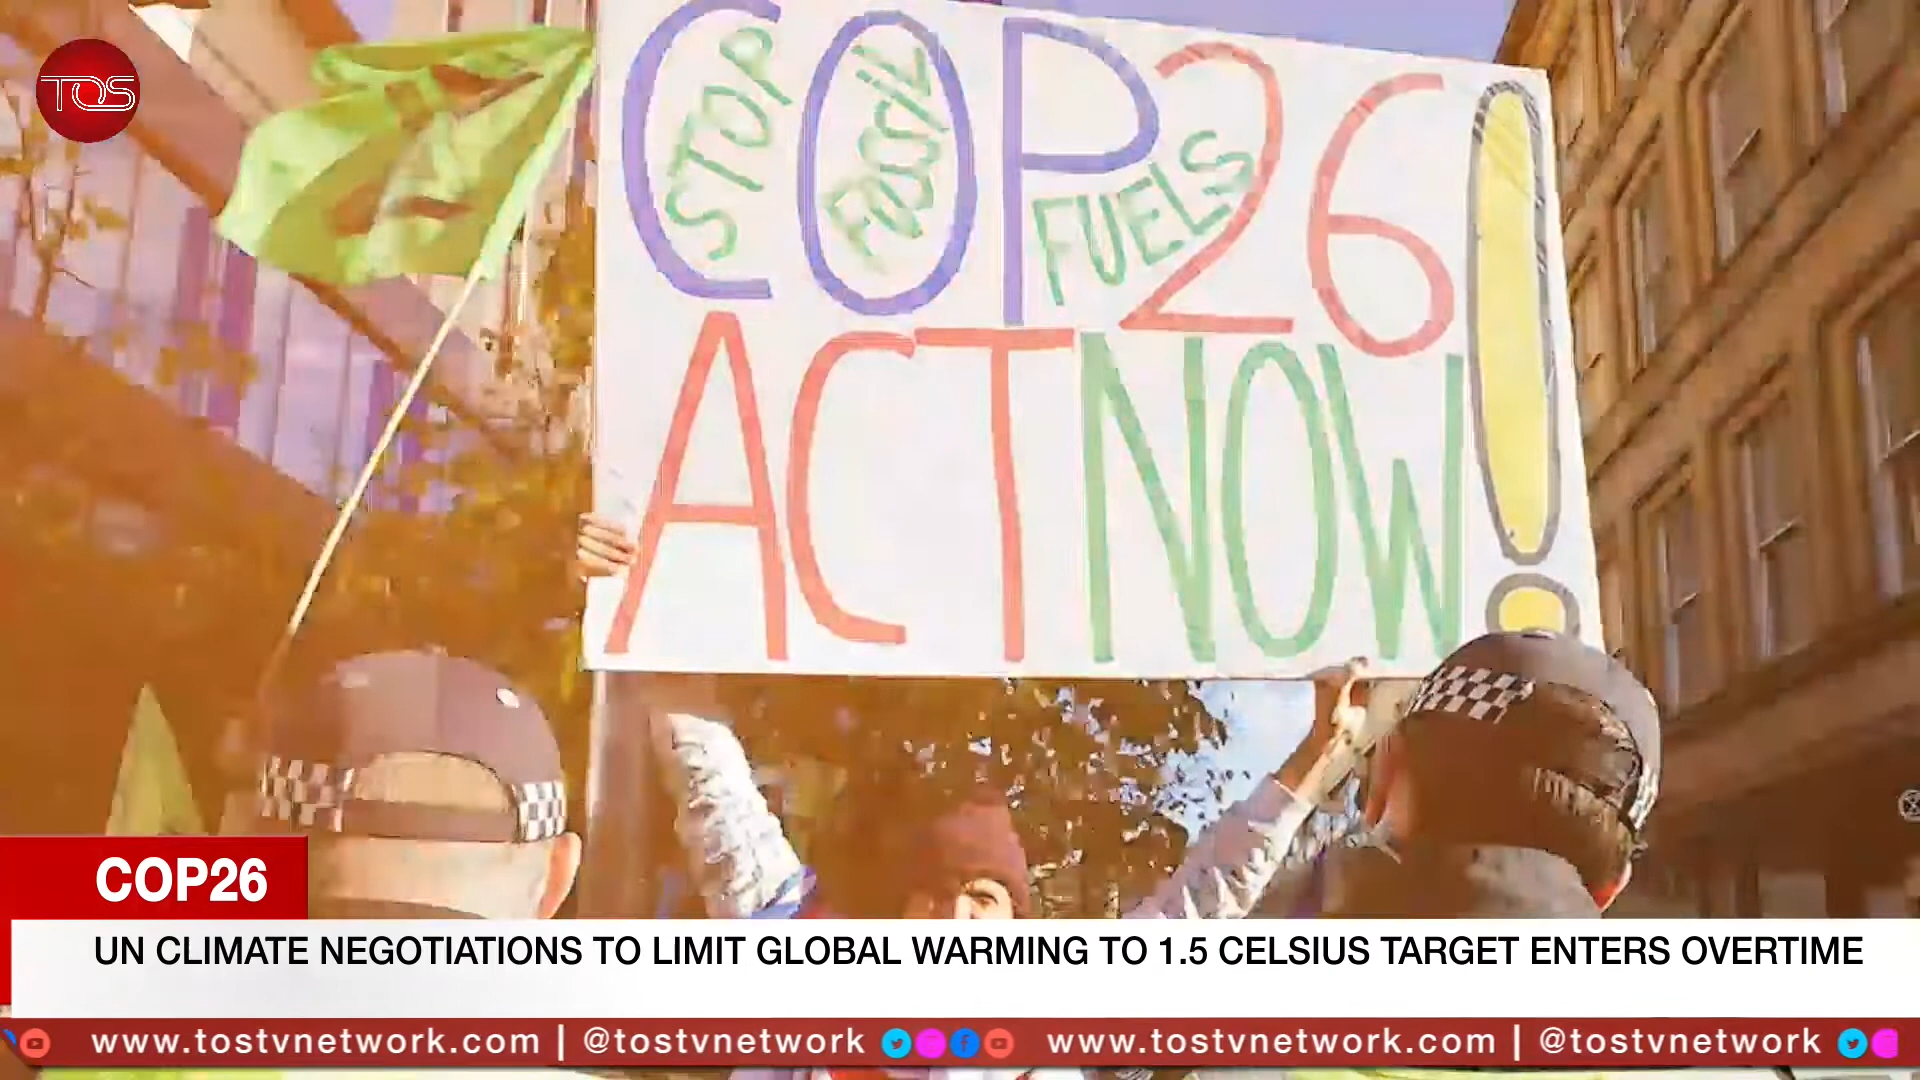 TOS
COP26!
STOP
FUELS
ACT NOW
COP26
UN CLIMATE NEGOTIATIONS TO LIMIT GLOBAL WARMING TO 1.5 CELSIUS TARGET ENTERS OVERTIME
www.tostvnetwork.com | @tostvnetwork www.tostvnetwork.com | @tostvnetwork